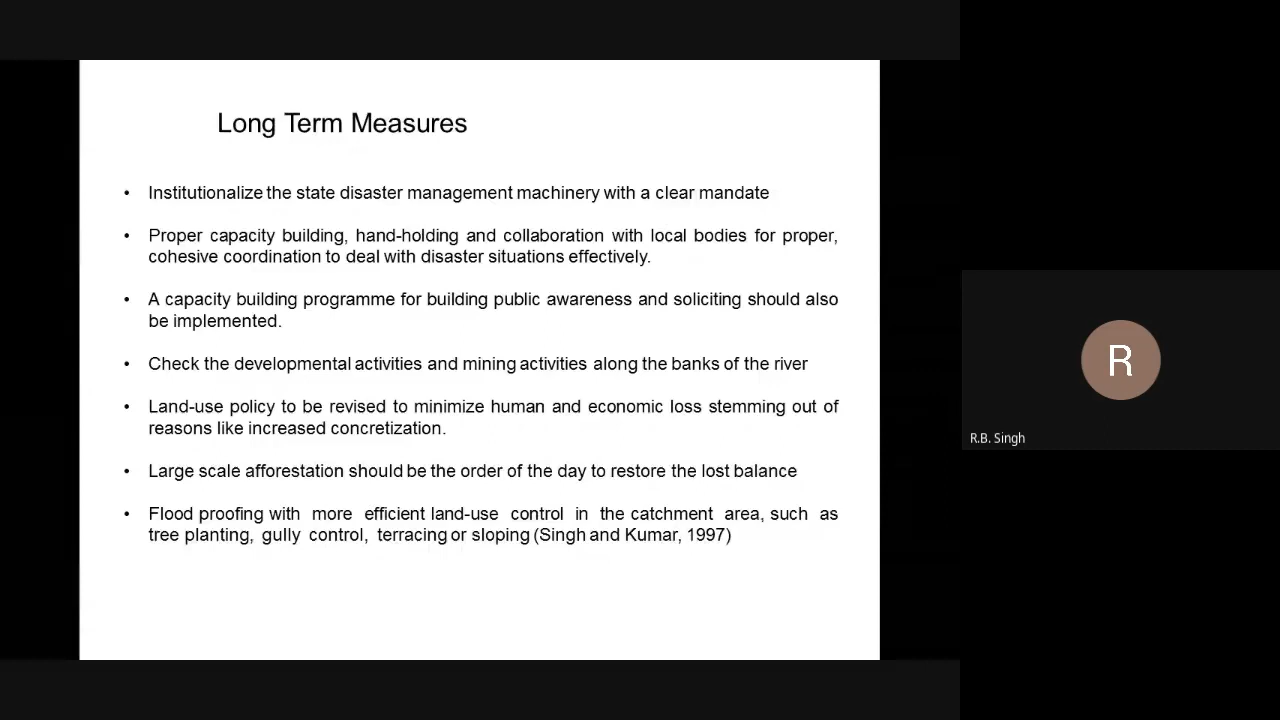 Long Term Measures
• Institutionalize the state disaster management machinery with a clear mandate
• Proper capacity building, hand-holding and collaboration with local bodies for proper,
cohesive coordination to deal with disaster situations effectively.
• A capacity building programme for building public awareness and soliciting should also
be implemented.
• Check the developmental activities and mining activities along the banks of the river
• Land-use policy to be revised to minimize human and economic loss stemming out of
reasons like increased concretization.
• Large scale afforestation should be the order of the day to restore the lost balance
• Flood proofing with more efficient land-use control in the catchment area, such as
tree planting, gully control, terracing or sloping (Singh and Kumar, 1997)
R
R.B. Singh